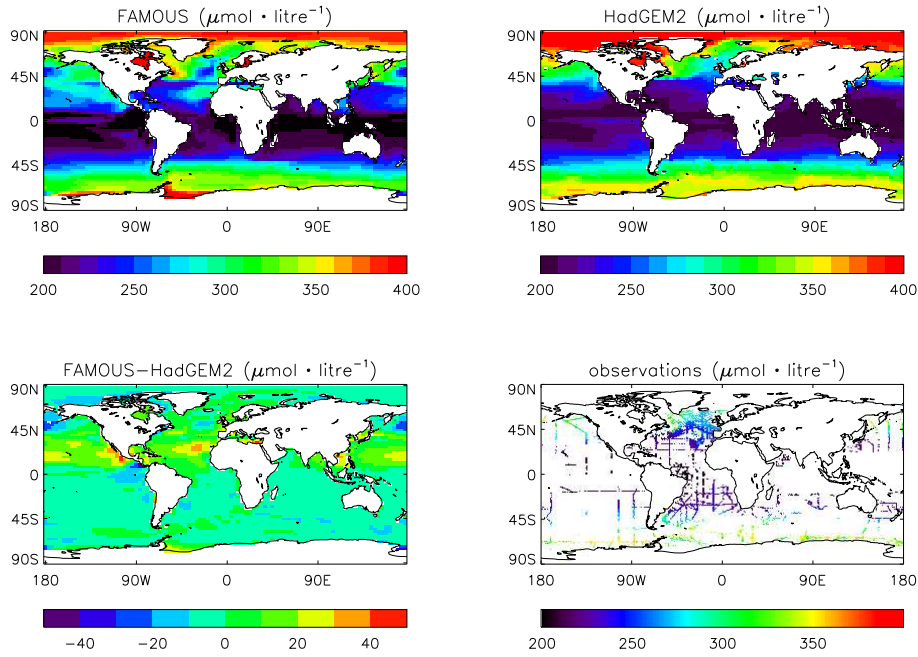 FAMOUS (μmol • litre⁻¹)
90N
45N
0
45S
90S
180 90W 0 90E
200 250 300 350 400
HadGEM2 (μmol • litre⁻¹)
90N
45N
0
45S
90S
180 90W 0 90E 180
200 250 300 350 400
FAMOUS−HadGEM2 (μmol • litre⁻¹)
90N
45N
0
45S
90S
180 90W 0 90E
−40 −20 0 20 40
observations (μmol • litre⁻¹)
90N
45N
0
45S
90S
180 90W 0 90E 180
200 250 300 350